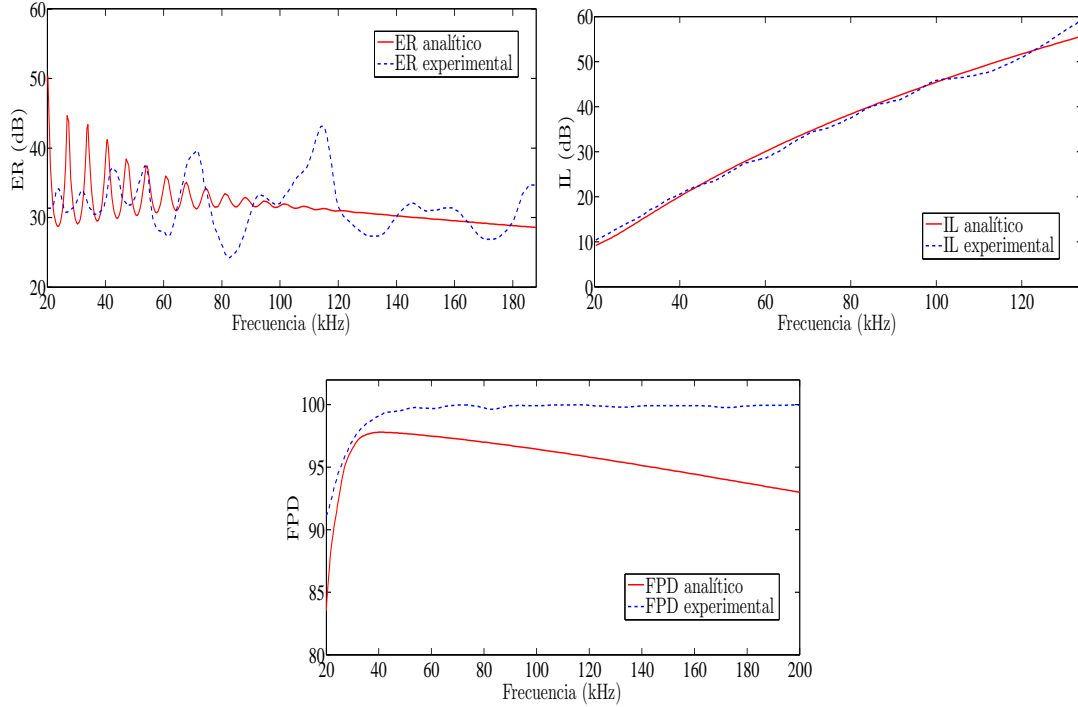 60
50
40
30
20
ER (dB)
20 40 60 80 100 120 140 160 180
Frecuencia (kHz)
ER analítico
ER experimental
60
50
40
30
20
10
0
IL (dB)
20 40 60 80 100 120
Frecuencia (kHz)
IL analítico
IL experimental
100
95
90
85
80
FPD
20 40 60 80 100 120 140 160 180 200
Frecuencia (kHz)
FPD analítico
FPD experimental